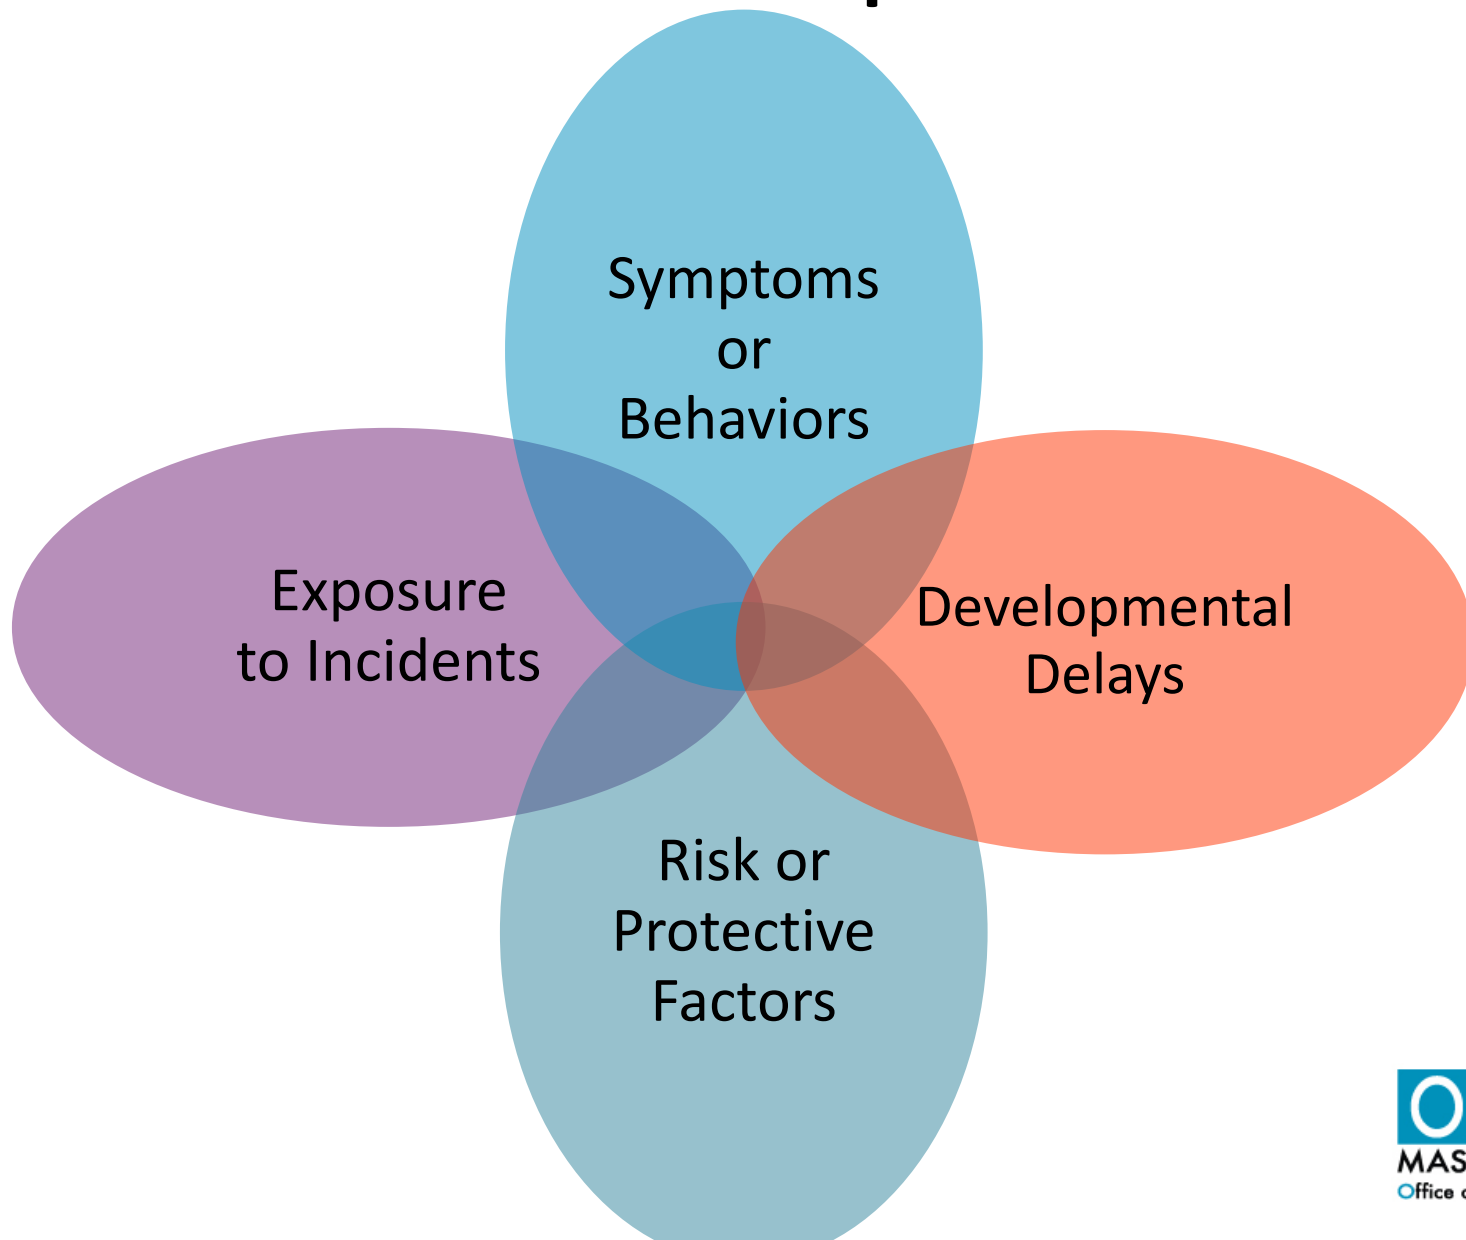 Symptoms
or
Behaviors
Exposure
to Incidents
Developmental
Delays
Risk or
Protective
Factors
O
MAS
Office